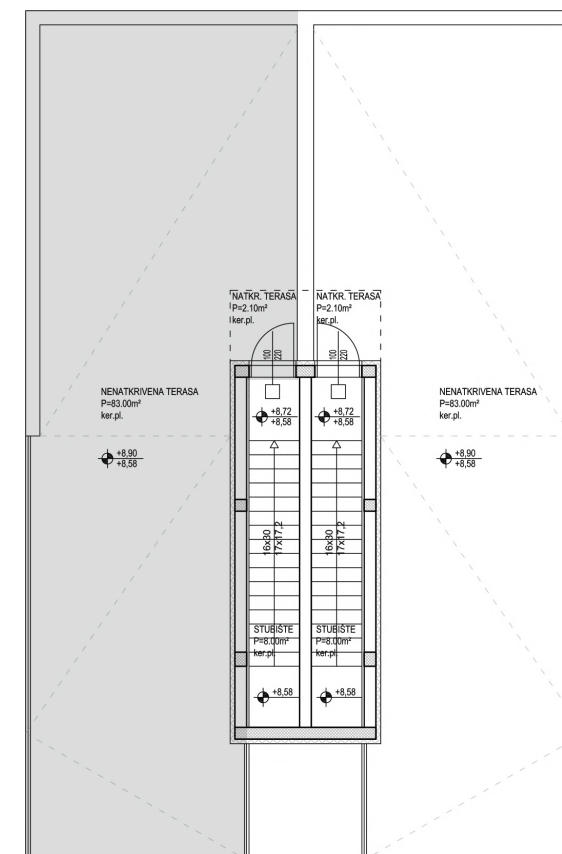 NATKR. TERASA
P=2.10m²
ker.pl.
NATKR. TERASA
P=2.10m²
ker.pl.
100
220
100
220
NENATKRIVENA TERASA
P=83.00m²
ker.pl.
NENATKRIVENA TERASA
P=83.00m²
ker.pl.
+8,72
+8,58
+8,72
+8,58
+8,90
+8,58
+8,90
+8,58
16x30
17x17,2
16x30
17x17,2
STUBIŠTE
P=8.00m²
ker.pl.
STUBIŠTE
P=8.00m²
ker.pl.
+8,58
+8,58